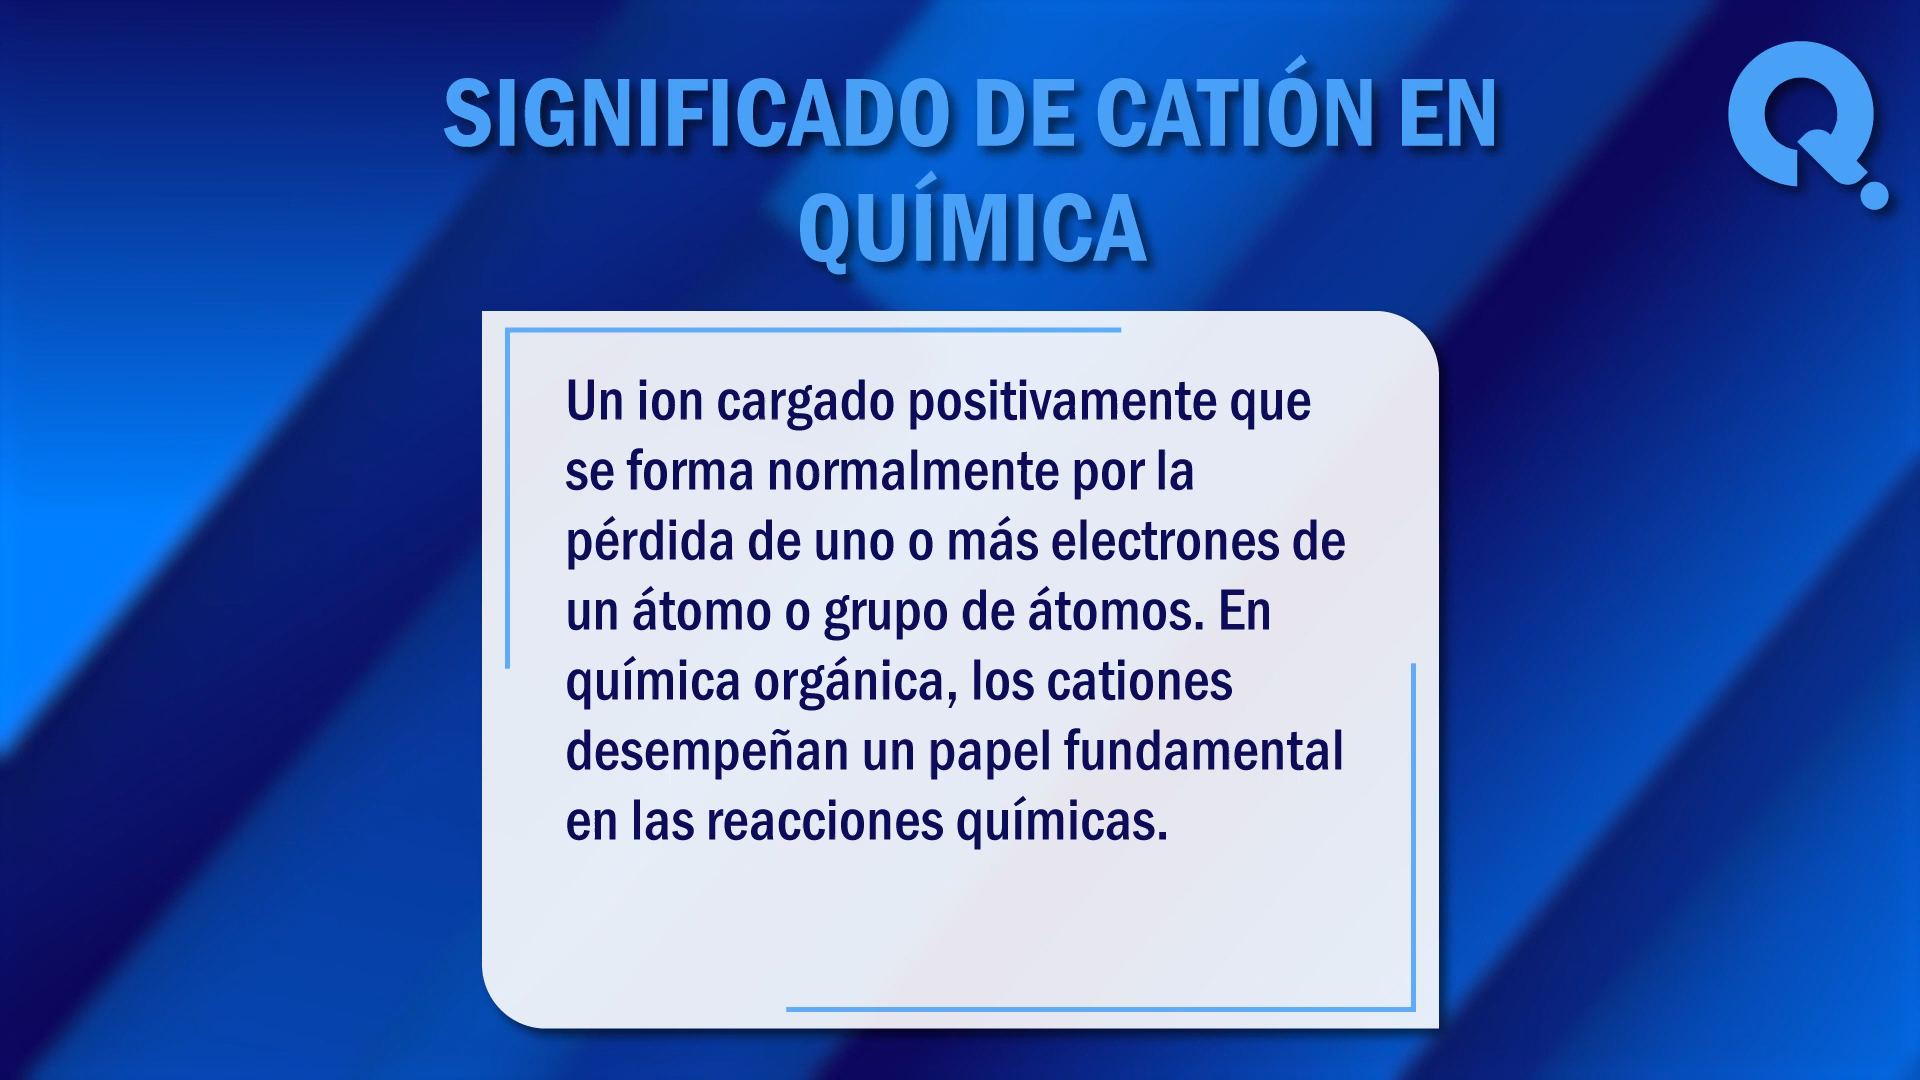 SIGNIFICADO DE CATIÓN EN
QUÍMICA
Un ion cargado positivamente que
se forma normalmente por la
pérdida de uno o más electrones de
un átomo o grupo de átomos. En
química orgánica, los cationes
desempeñan un papel fundamental
en las reacciones químicas.